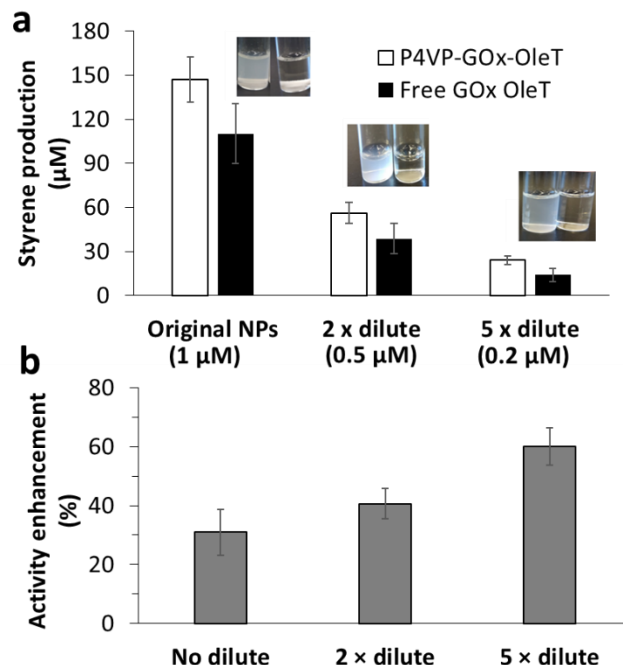 a
Styrene production
(μM)
180
150
120
90
60
30
0
P4VP-GOx-OleT
Free GOx OleT
Original NPs
(1 μM)
2 x dilute
(0.5 μM)
5 x dilute
(0.2 μM)
b
Activity enhancement
(%)
80
60
40
20
0
No dilute
2 × dilute
5 × dilute